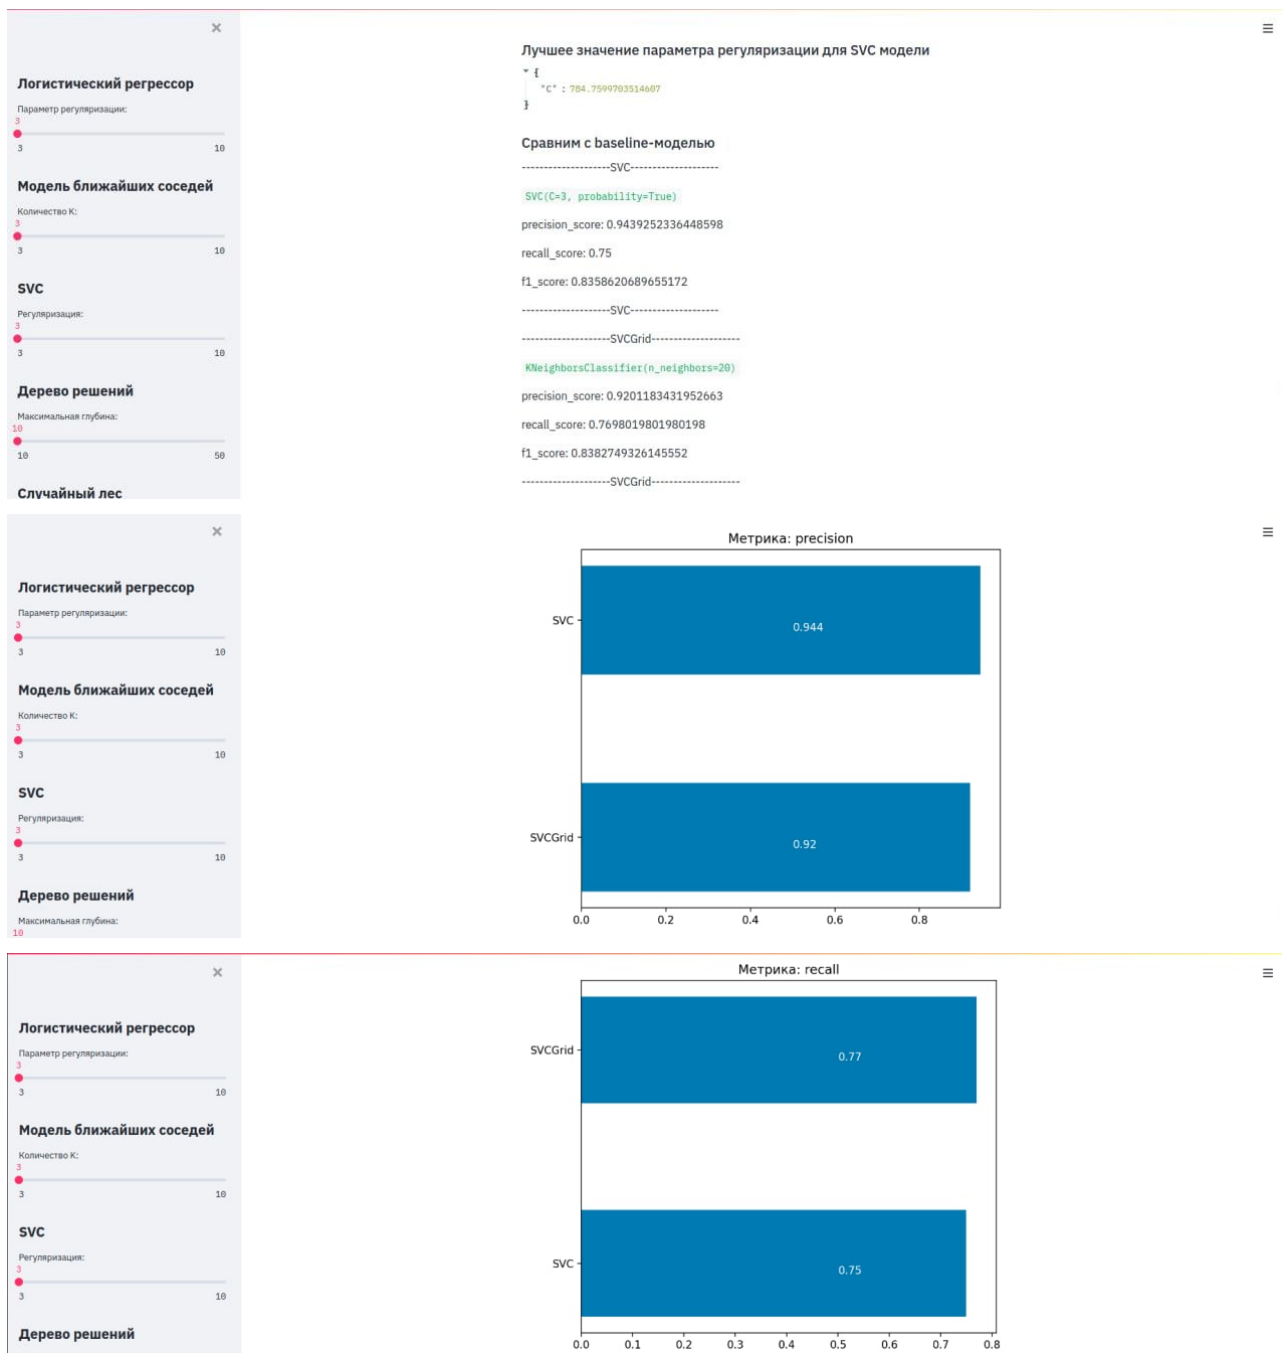 ×
Логистический регрессор
Параметр регуляризации:
3
3 10
Модель ближайших соседей
Количество K:
3
3 10
SVC
Регуляризация:
3
3 10
Дерево решений
Максимальная глубина:
10
10 50
Случайный лес
Лучшее значение параметра регуляризации для SVC модели
{
"C" : 784.7599703514607
}
Сравним с baseline-моделью
--------------------SVC--------------------
SVC(C=3, probability=True)
precision_score: 0.9439252336448598
recall_score: 0.75
f1_score: 0.8358620689655172
--------------------SVC--------------------
--------------------SVCGrid--------------------
KNeighborsClassifier(n_neighbors=20)
precision_score: 0.9201183431952663
recall_score: 0.7698019801980198
f1_score: 0.8382749326145552
--------------------SVCGrid--------------------
×
Логистический регрессор
Параметр регуляризации:
3
3 10
Модель ближайших соседей
Количество K:
3
3 10
SVC
Регуляризация:
3
3 10
Дерево решений
Максимальная глубина:
10
Метрика: precision
SVC
0.944
SVCGrid
0.92
0.0 0.2 0.4 0.6 0.8
×
Логистический регрессор
Параметр регуляризации:
3
3 10
Модель ближайших соседей
Количество K:
3
3 10
SVC
Регуляризация:
3
3 10
Дерево решений
Метрика: recall
SVCGrid
0.77
SVC
0.75
0.0 0.1 0.2 0.3 0.4 0.5 0.6 0.7 0.8